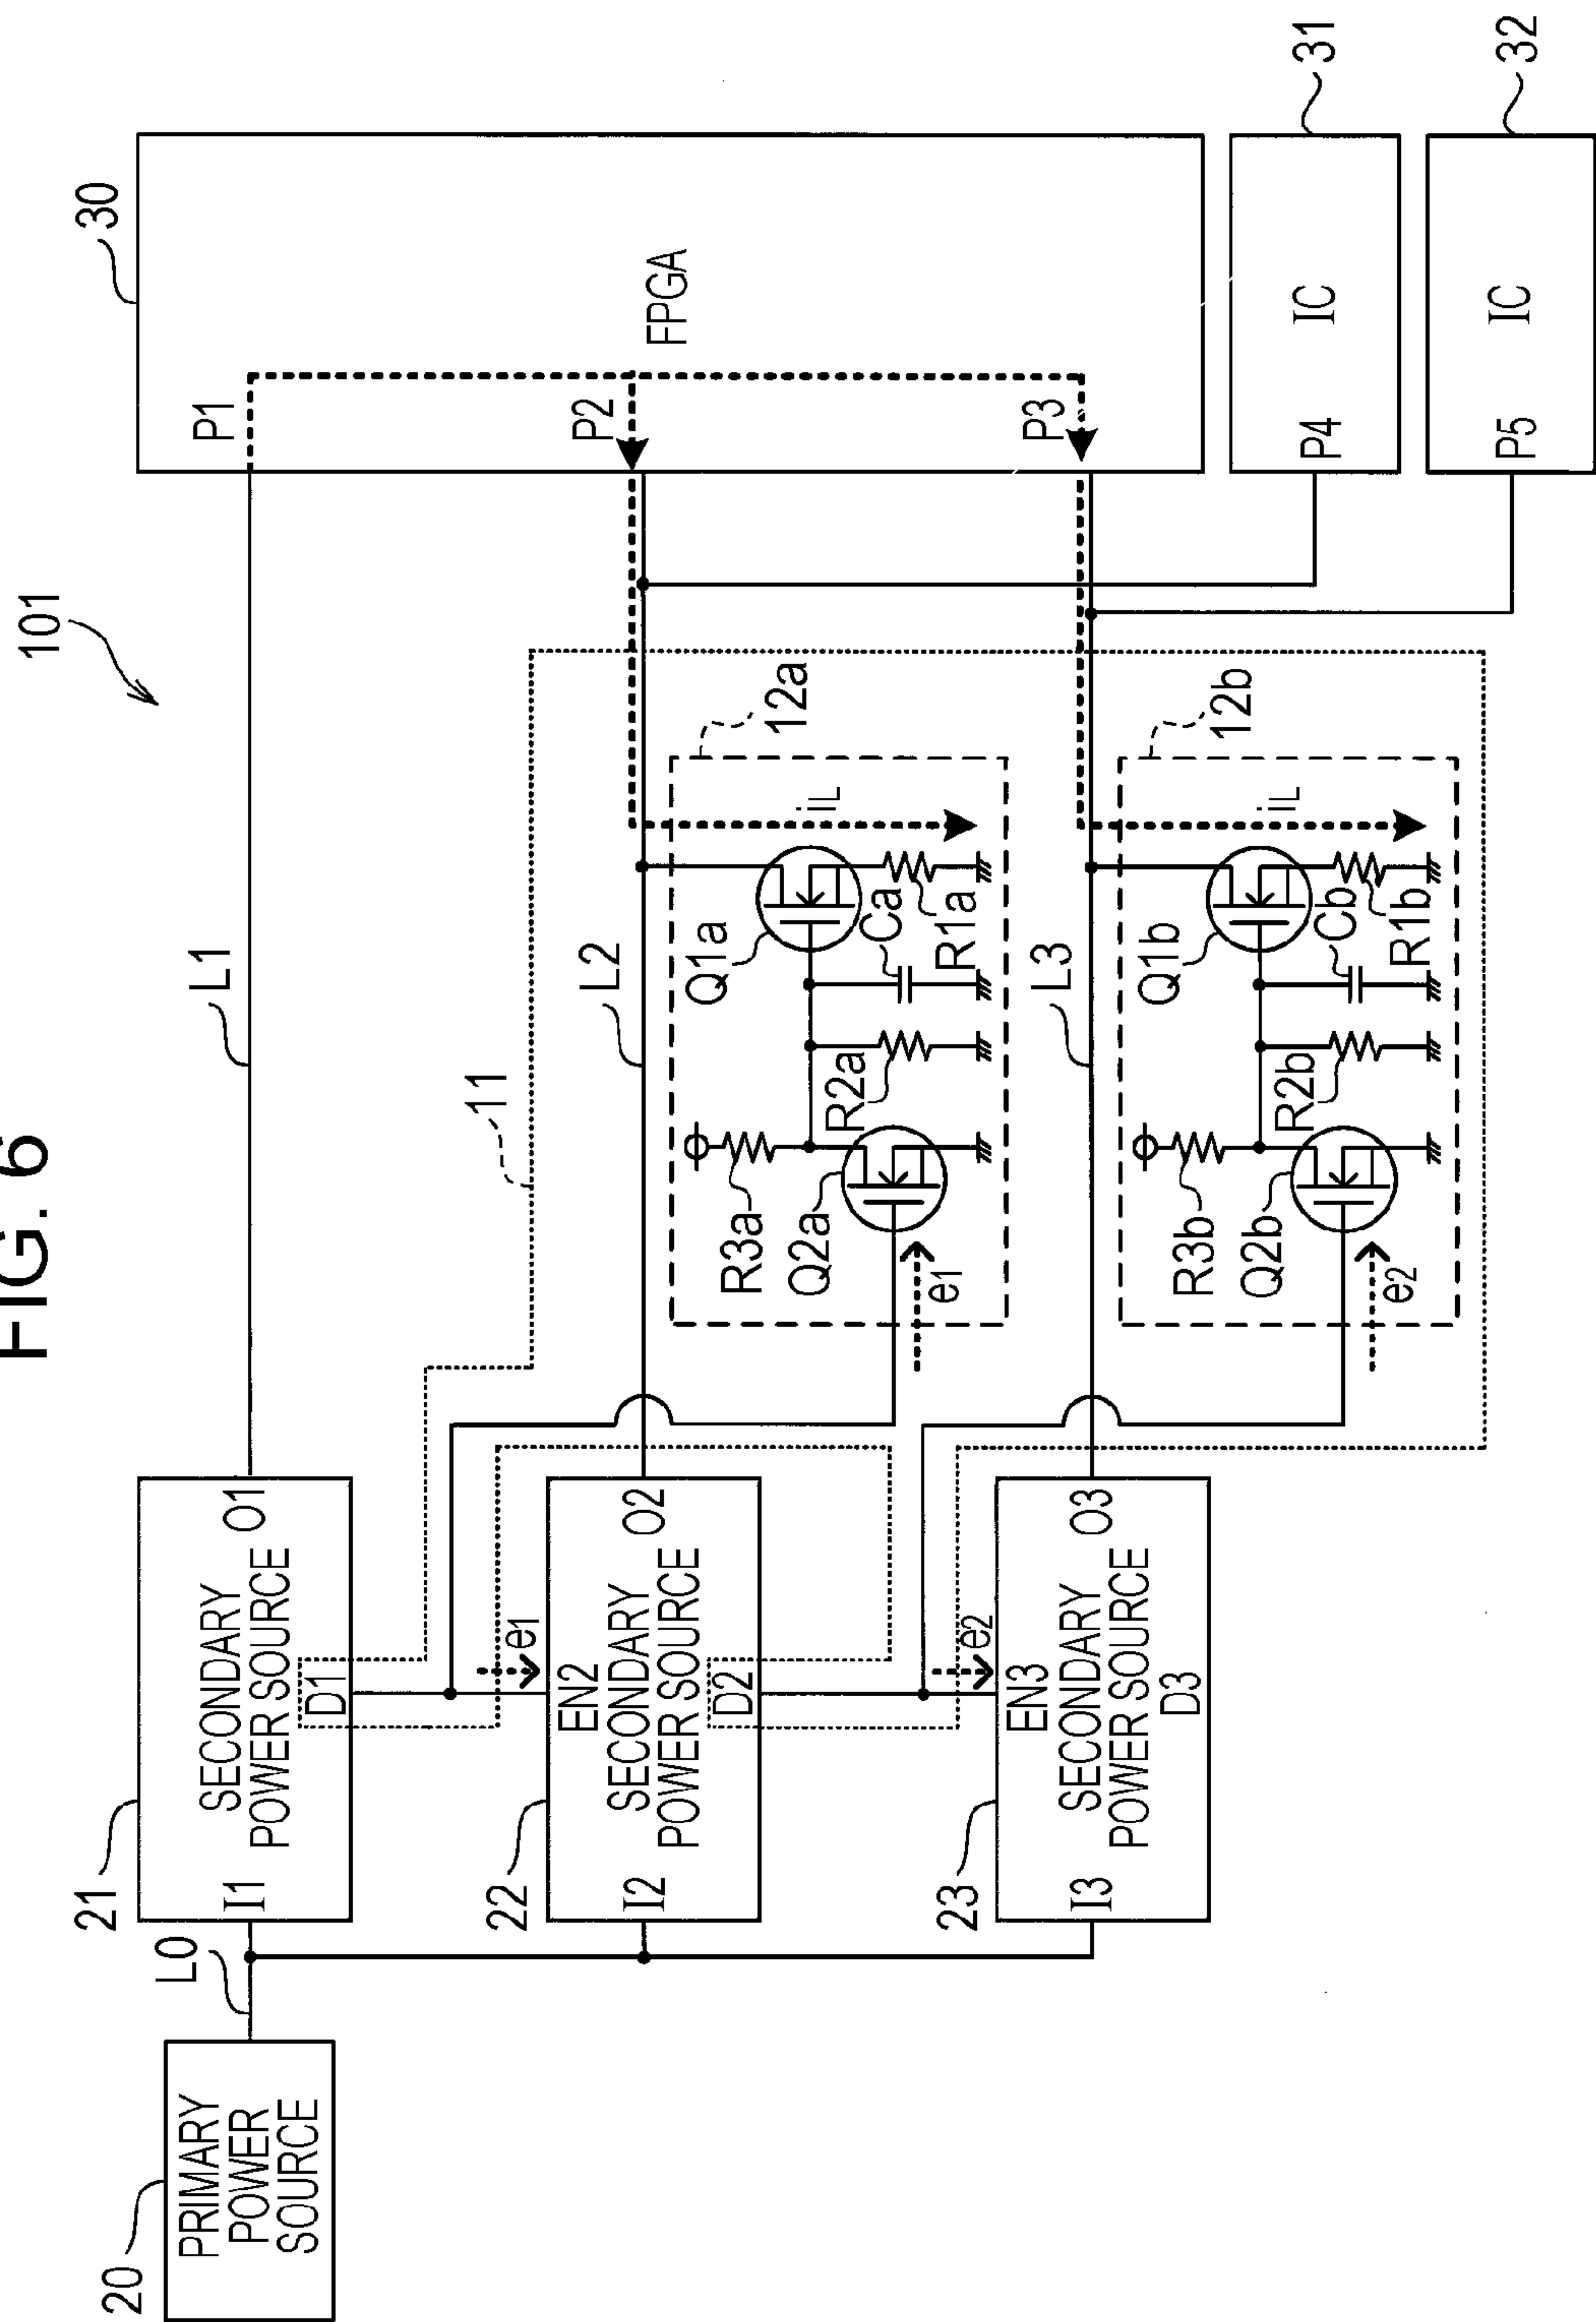 FIG. 6
101
20
PRIMARY
POWER
SOURCE
L0
21
I1
SECONDARY
POWER SOURCE
O1
D1
L1
30
P1
FPGA
P2
P3
22
I2
EN2
SECONDARY
POWER SOURCE
O2
D2
e1
L2
11
12a
R3a
Q2a
e1
R2a
Q1a
Ca
R1a
iL
23
I3
EN3
SECONDARY
POWER SOURCE
O3
D3
e2
L3
12b
R3b
Q2b
e2
R2b
Q1b
Cb
R1b
iL
31
IC
P4
32
IC
P5